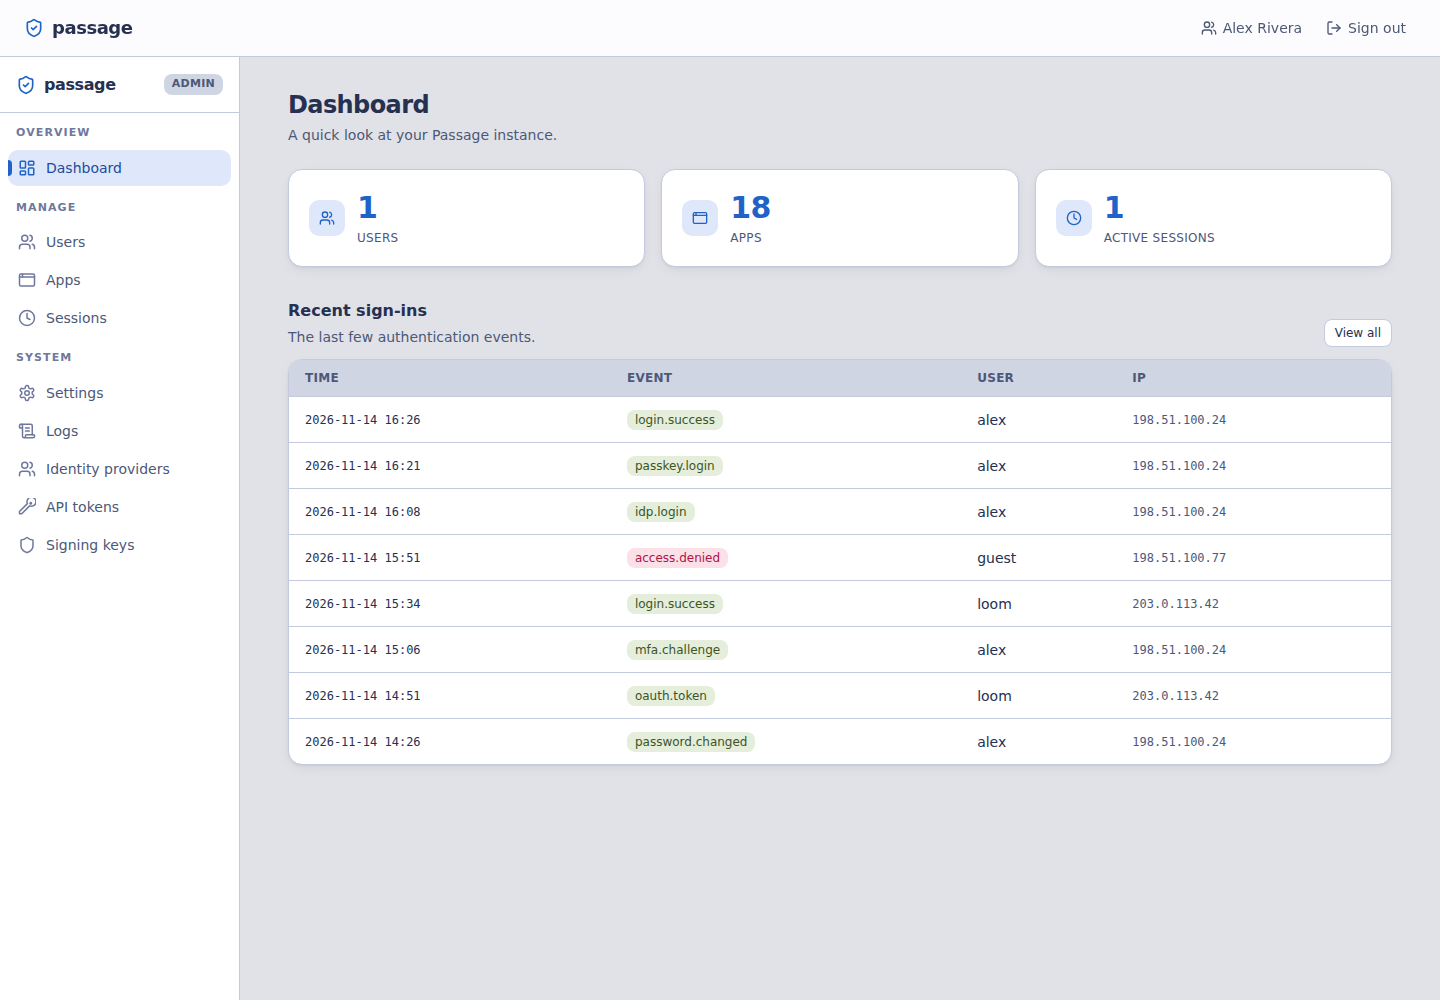 passage
Alex Rivera
Sign out
passage
ADMIN
OVERVIEW
Dashboard
MANAGE
Users
Apps
Sessions
SYSTEM
Settings
Logs
Identity providers
API tokens
Signing keys
Dashboard
A quick look at your Passage instance.
1
USERS
18
APPS
1
ACTIVE SESSIONS
Recent sign-ins
The last few authentication events.
View all
TIME EVENT USER IP
2026-11-14 16:26 login.success alex 198.51.100.24
2026-11-14 16:21 passkey.login alex 198.51.100.24
2026-11-14 16:08 idp.login alex 198.51.100.24
2026-11-14 15:51 access.denied guest 198.51.100.77
2026-11-14 15:34 login.success loom 203.0.113.42
2026-11-14 15:06 mfa.challenge alex 198.51.100.24
2026-11-14 14:51 oauth.token loom 203.0.113.42
2026-11-14 14:26 password.changed alex 198.51.100.24